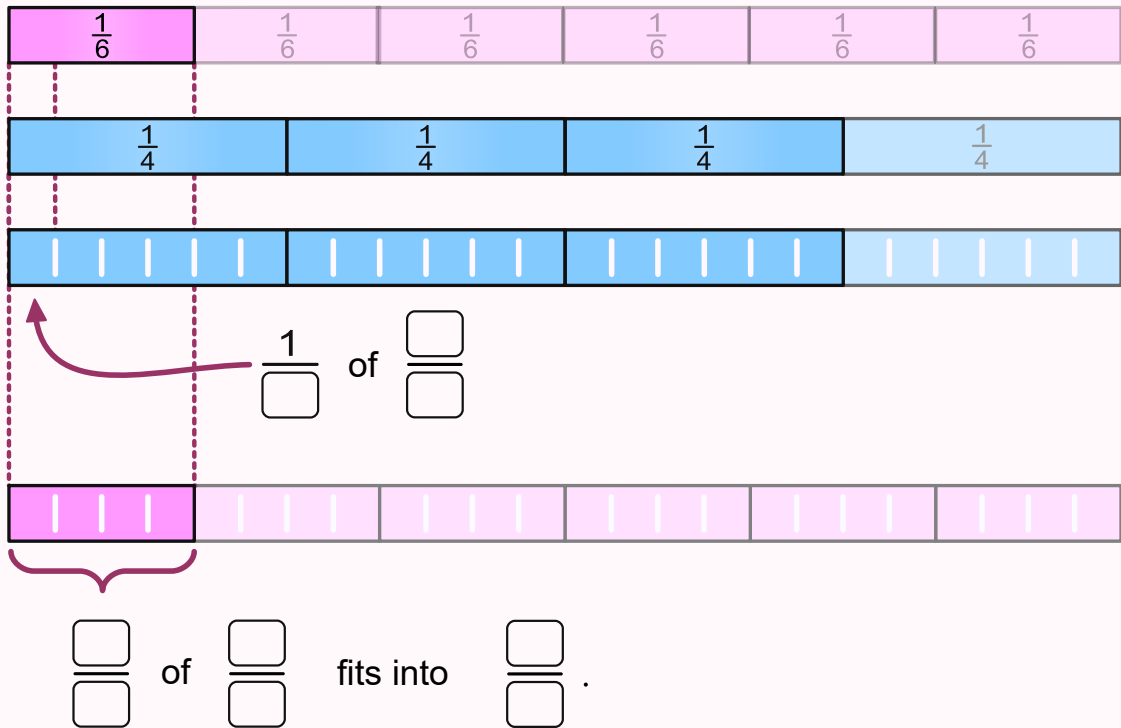 1/6 1/6 1/6 1/6 1/6 1/6
1/4 1/4 1/4 1/4
1/□ of □/□
□/□ of □/□ fits into □/□ .